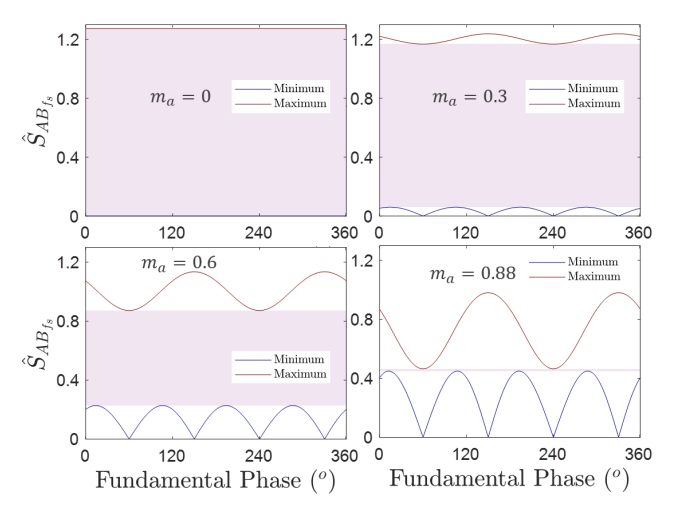 1.2
0.8
0.4
0
0 120 240 360
Ŝ_{AB_{fs}}
m_a = 0
Minimum
Maximum
1.2
0.8
0.4
0
0 120 240 360
m_a = 0.3
Minimum
Maximum
1.2
0.8
0.4
0
0 120 240 360
Ŝ_{AB_{fs}}
m_a = 0.6
Minimum
Maximum
Fundamental Phase (°)
1.2
0.8
0.4
0
0 120 240 360
m_a = 0.88
Minimum
Maximum
Fundamental Phase (°)